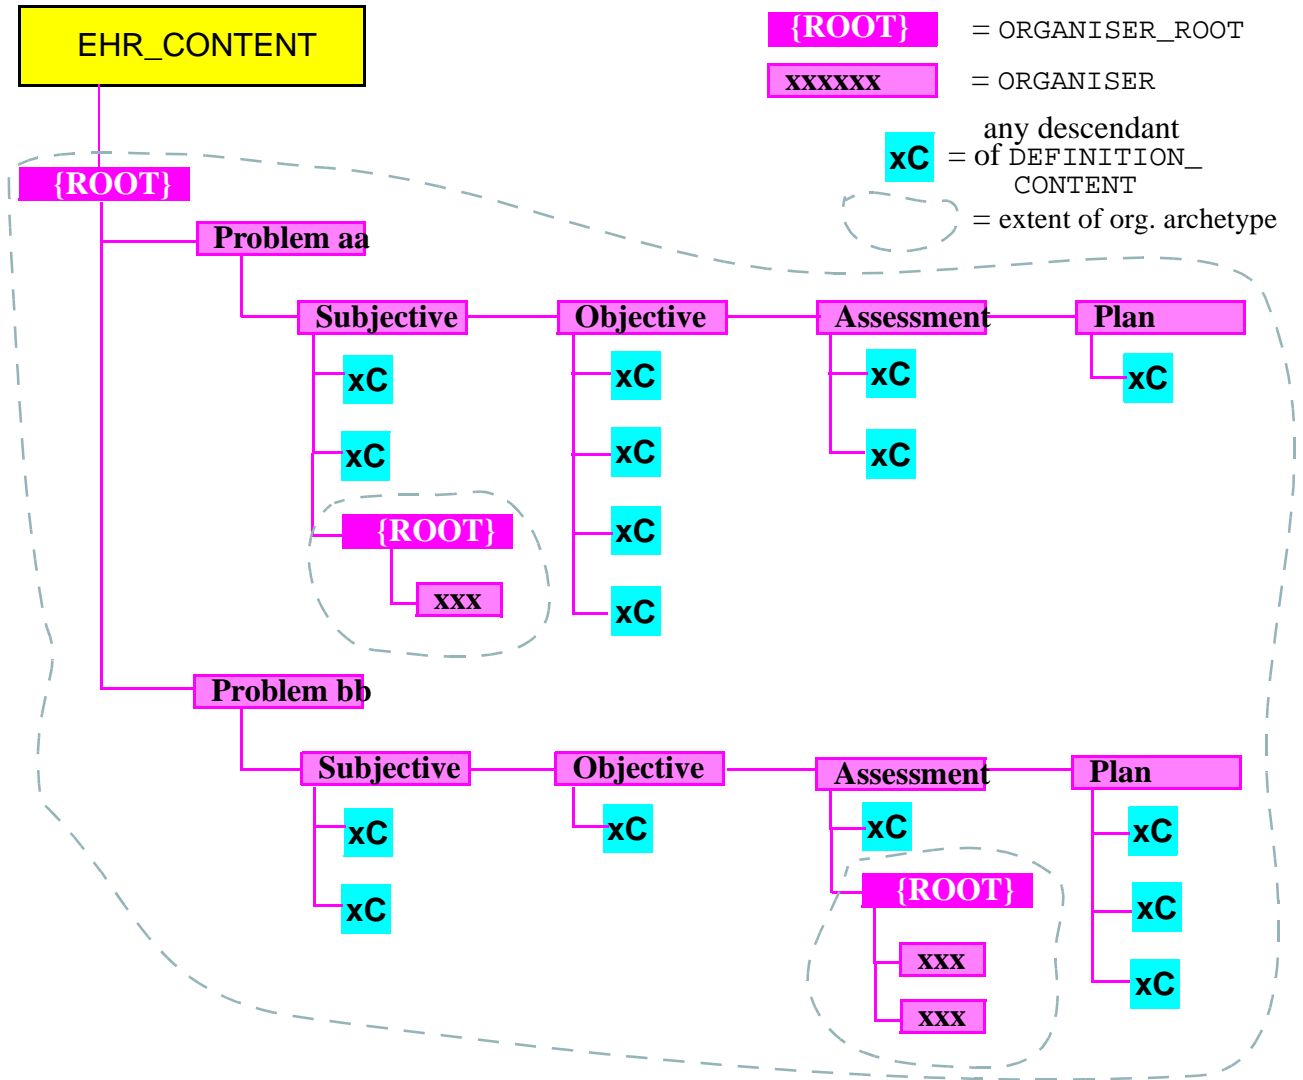 EHR_CONTENT
{ROOT} = ORGANISER_ROOT
xxxxxx = ORGANISER
any descendant
xC = of DEFINITION_
CONTENT
= extent of org. archetype
{ROOT}
Problem aa
Subjective Objective Assessment Plan
xC xC xC xC
xC xC xC
{ROOT} xC
xxx xC
Problem bb
Subjective Objective Assessment Plan
xC xC xC xC
xC {ROOT} xC
xxx xC
xxx